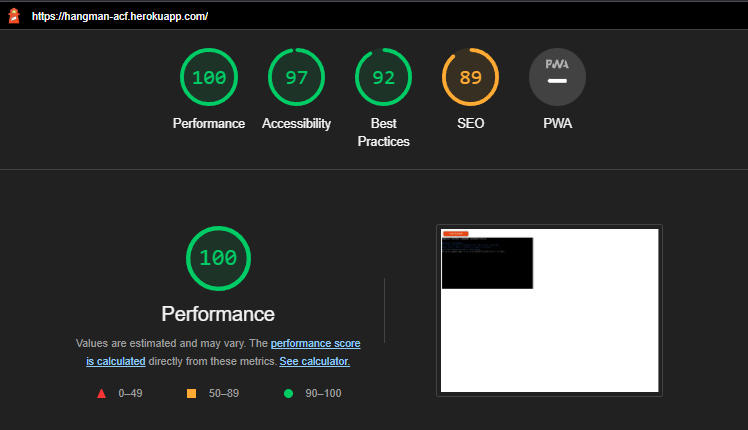 https://hangman-acf.herokuapp.com/
100 97 92 89 PWA
Performance Accessibility Best Practices SEO PWA
100
Performance
Values are estimated and may vary. The performance score
is calculated directly from these metrics. See calculator.
0–49 50–89 90–100